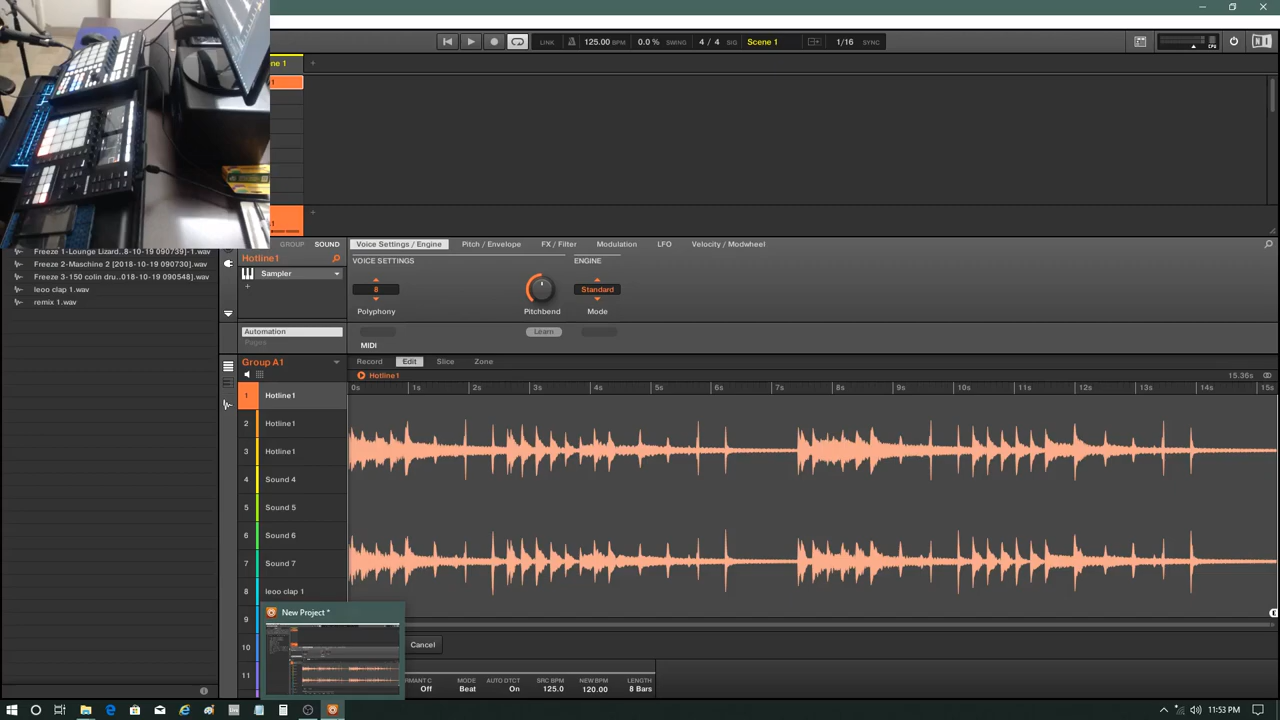 LINK 125.00 BPM 0.0 % SWING 4 / 4 SIG Scene 1 1/16 SYNC
CPU
ne 1 +
1
+
1
GROUP SOUND Voice Settings / Engine Pitch / Envelope FX / Filter Modulation LFO Velocity / Modwheel
Freeze 1-Lounge Lizard...8-10-19 090739]-1.wav
Freeze 2-Maschine 2 [2018-10-19 090730].wav
Freeze 3-150 colin dru...018-10-19 090548].wav
leoo clap 1.wav
remix 1.wav
Hotline1
Sampler
+
VOICE SETTINGS ENGINE
8 Standard
Polyphony Pitchbend Mode
Automation Learn
Pages MIDI
Group A1 Record Edit Slice Zone
Hotline1 15.36s
0s 1s 2s 3s 4s 5s 6s 7s 8s 9s 10s 11s 12s 13s 14s 15s
1 Hotline1
2 Hotline1
3 Hotline1
4 Sound 4
5 Sound 5
6 Sound 6
7 Sound 7
8 leoo clap 1
New Project *
9
10 Cancel
11
RMANT C MODE AUTO DTCT SRC BPM NEW BPM LENGTH
Off Beat On 125.0 120.00 8 Bars
11:53 PM